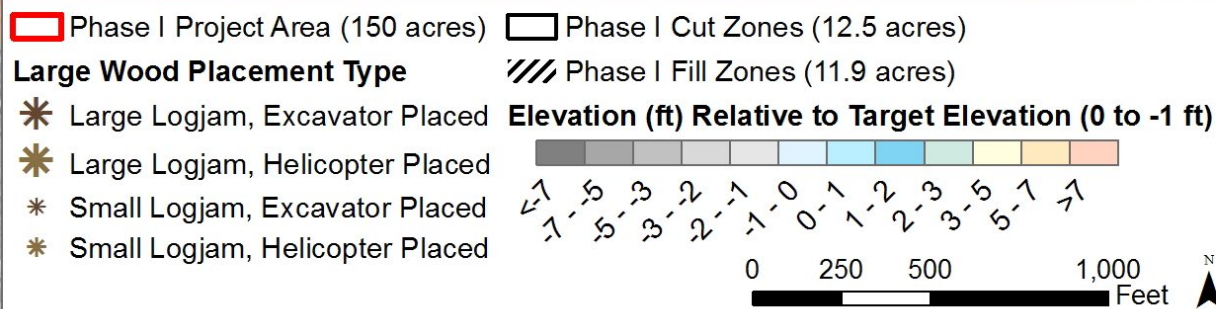 Phase I Project Area (150 acres)
Phase I Cut Zones (12.5 acres)
Large Wood Placement Type
Phase I Fill Zones (11.9 acres)
Large Logjam, Excavator Placed
Large Logjam, Helicopter Placed
Small Logjam, Excavator Placed
Small Logjam, Helicopter Placed
Elevation (ft) Relative to Target Elevation (0 to -1 ft)
<-7
-7 - -5
-5 - -3
-3 - -2
-2 - -1
-1 - 0
0 - 1
1 - 2
2 - 3
3 - 5
5 - 7
>7
0 250 500 1,000
Feet
N